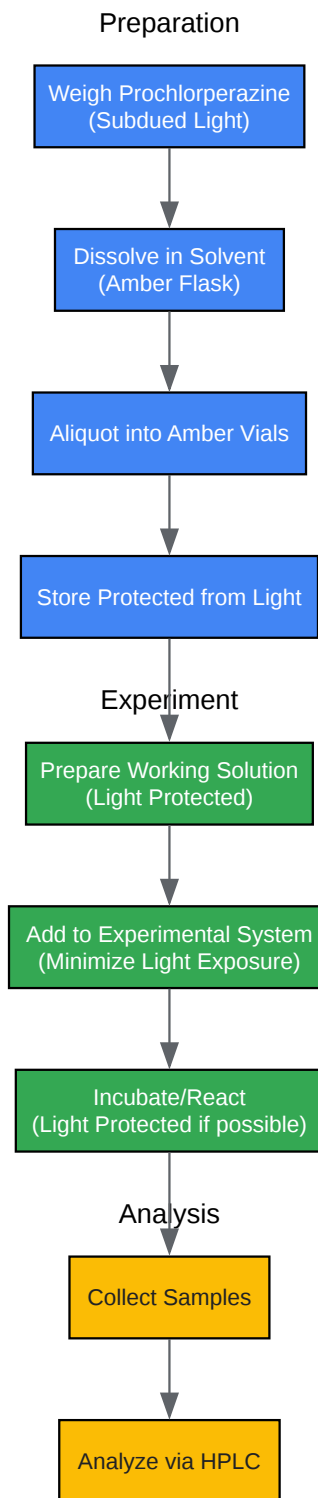 Preparation
Weigh Prochlorperazine
(Subdued Light)
Dissolve in Solvent
(Amber Flask)
Aliquot into Amber Vials
Store Protected from Light
Experiment
Prepare Working Solution
(Light Protected)
Add to Experimental System
(Minimize Light Exposure)
Incubate/React
(Light Protected if possible)
Analysis
Collect Samples
Analyze via HPLC